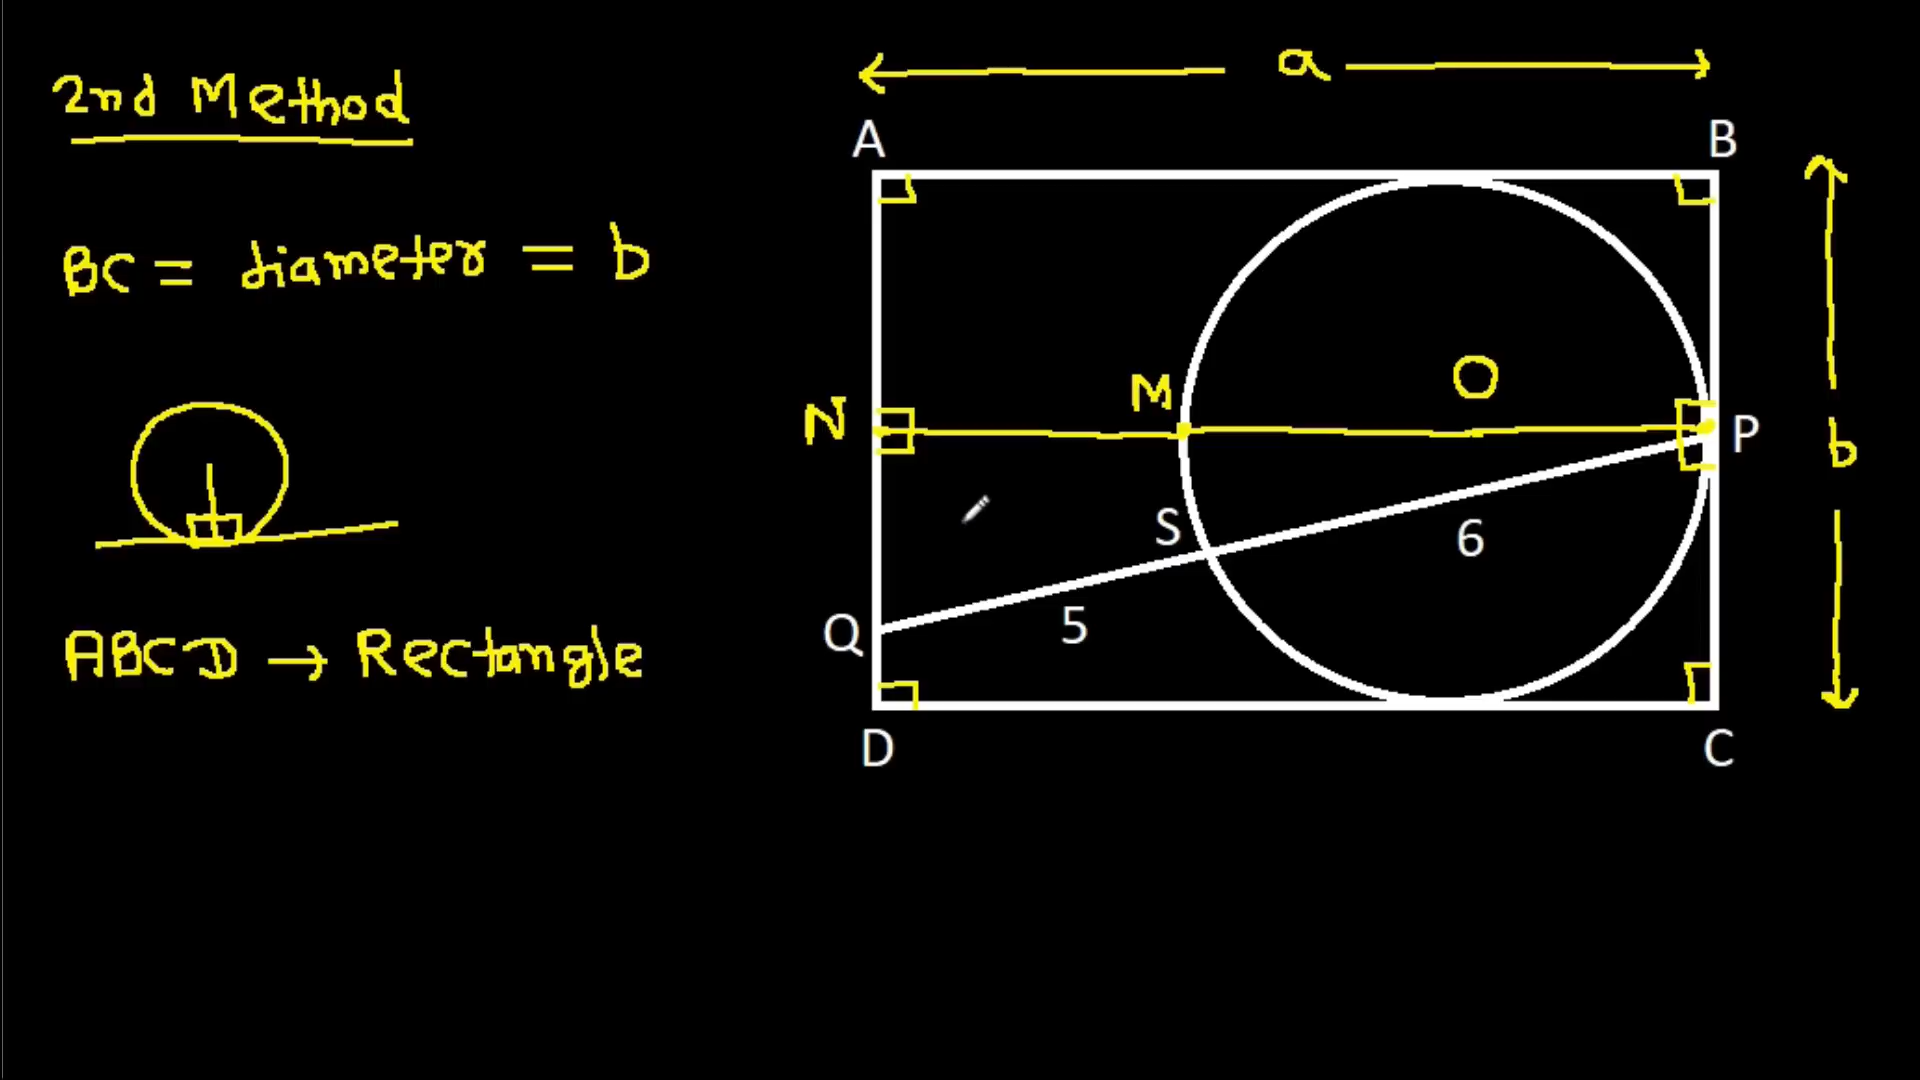 2nd Method
BC = diameter = b
ABCD → Rectangle
a
A
B
N
M
O
P
b
S
6
Q
5
D
C